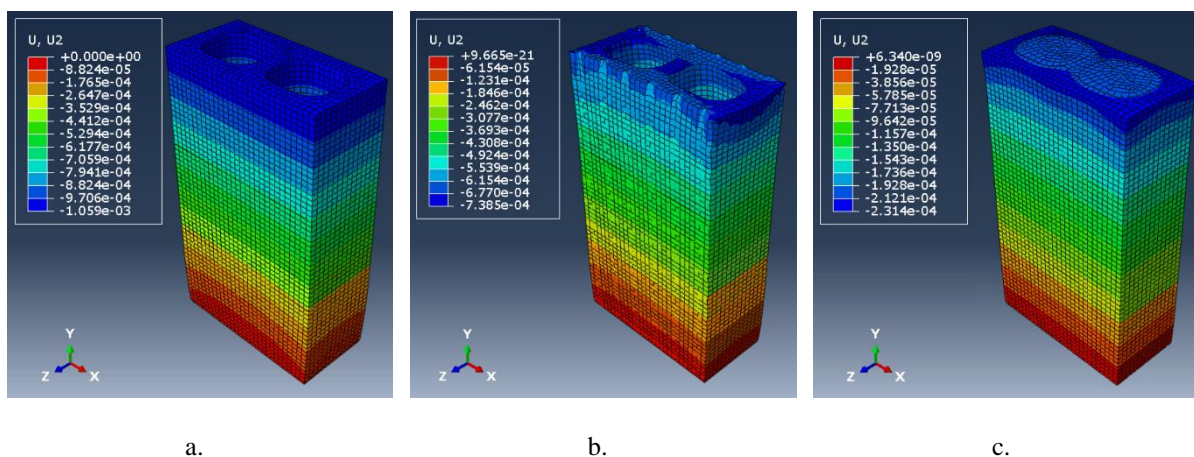 U, U2
+0.000e+00
-8.824e-05
-1.765e-04
-2.647e-04
-3.529e-04
-4.412e-04
-5.294e-04
-6.177e-04
-7.059e-04
-7.941e-04
-8.824e-04
-9.706e-04
-1.059e-03
Y
Z
X
a.
U, U2
+9.665e-21
-6.154e-05
-1.231e-04
-1.846e-04
-2.462e-04
-3.077e-04
-3.693e-04
-4.308e-04
-4.924e-04
-5.539e-04
-6.154e-04
-6.770e-04
-7.385e-04
Y
Z
X
b.
U, U2
+6.340e-09
-1.928e-05
-3.856e-05
-5.785e-05
-7.713e-05
-9.642e-05
-1.157e-04
-1.350e-04
-1.543e-04
-1.736e-04
-1.928e-04
-2.121e-04
-2.314e-04
Y
Z
X
c.